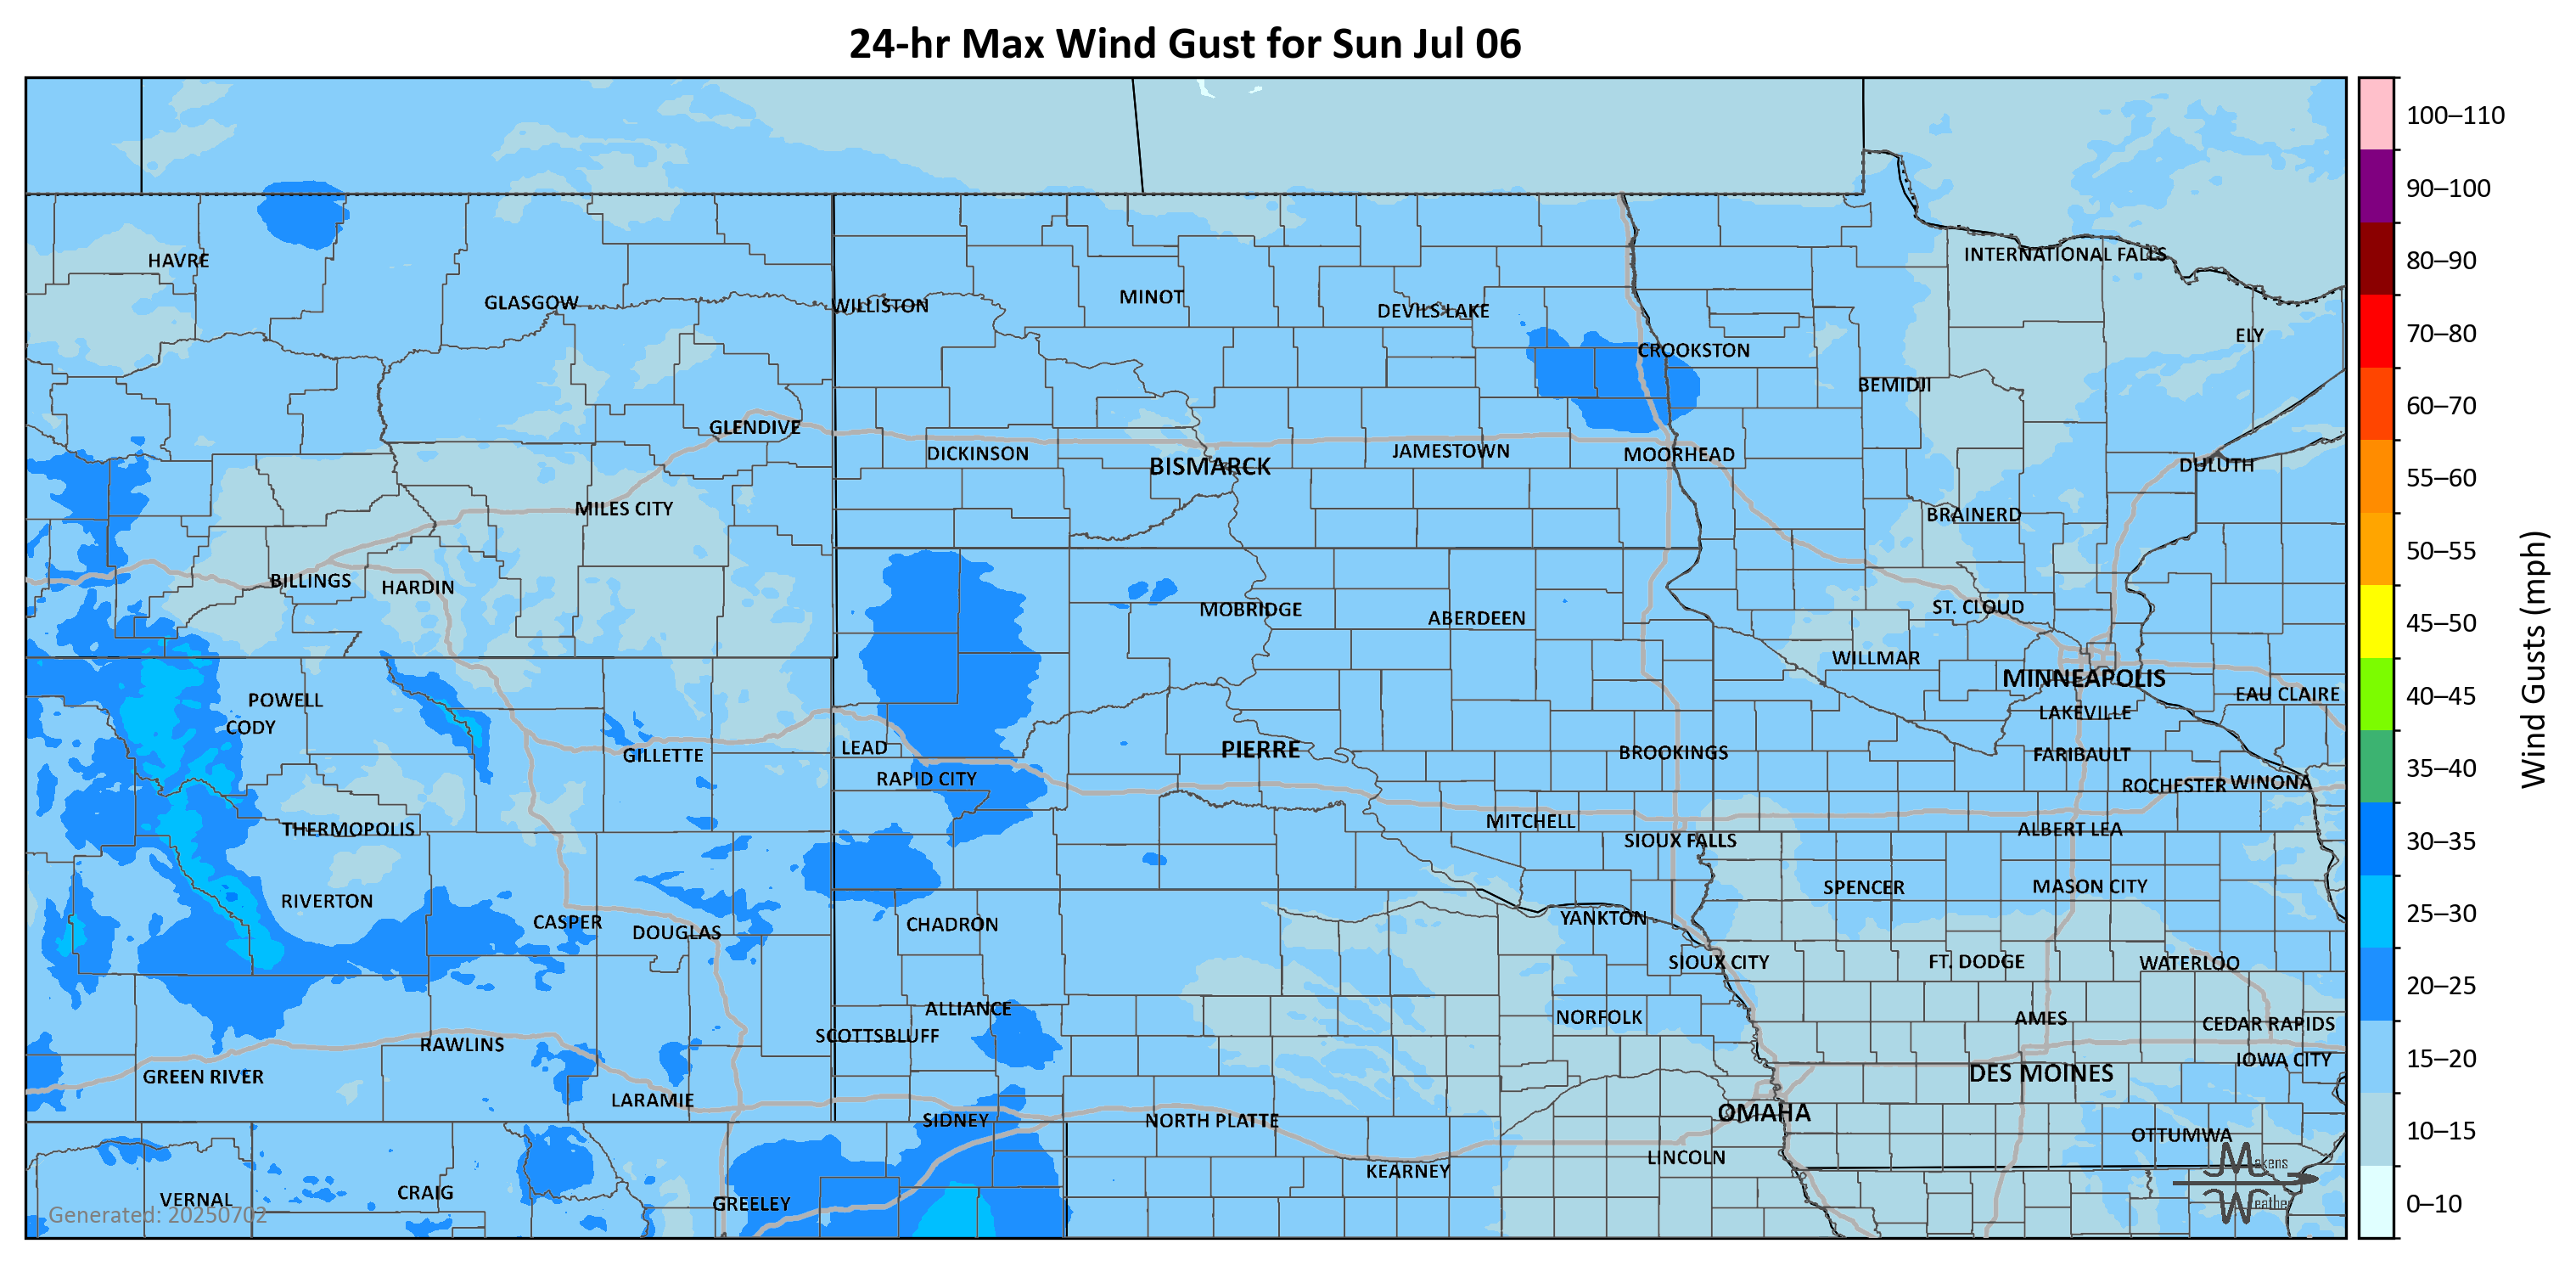 24-hr Max Wind Gust for Sun Jul 06
100–110
90–100
80–90
70–80
60–70
55–60
50–55
45–50
40–45
35–40
30–35
25–30
20–25
15–20
10–15
0–10
Wind Gusts (mph)
HAVRE
GLASGOW
WILLISTON
MINOT
DEVILS LAKE
CROOKSTON
INTERNATIONAL FALLS
ELY
BEMIDJI
GLENDIVE
DICKINSON
BISMARCK
JAMESTOWN
MOORHEAD
DULUTH
MILES CITY
BRAINERD
BILLINGS
HARDIN
MOBRIDGE
ABERDEEN
ST. CLOUD
WILLMAR
MINNEAPOLIS
EAU CLAIRE
POWELL
CODY
LAKEVILLE
GILLETTE
LEAD
PIERRE
BROOKINGS
FARIBAULT
RAPID CITY
ROCHESTER
WINONA
THERMOPOLIS
MITCHELL
SIOUX FALLS
ALBERT LEA
SPENCER
MASON CITY
RIVERTON
CASPER
DOUGLAS
CHADRON
YANKTON
SIOUX CITY
FT. DODGE
WATERLOO
ALLIANCE
NORFOLK
AMES
CEDAR RAPIDS
SCOTTSBLUFF
RAWLINS
IOWA CITY
GREEN RIVER
DES MOINES
LARAMIE
SIDNEY
NORTH PLATTE
OMAHA
OTTUMWA
KEARNEY
LINCOLN
VERNAL
CRAIG
GREELEY
Generated: 20250702
Makens
Weather